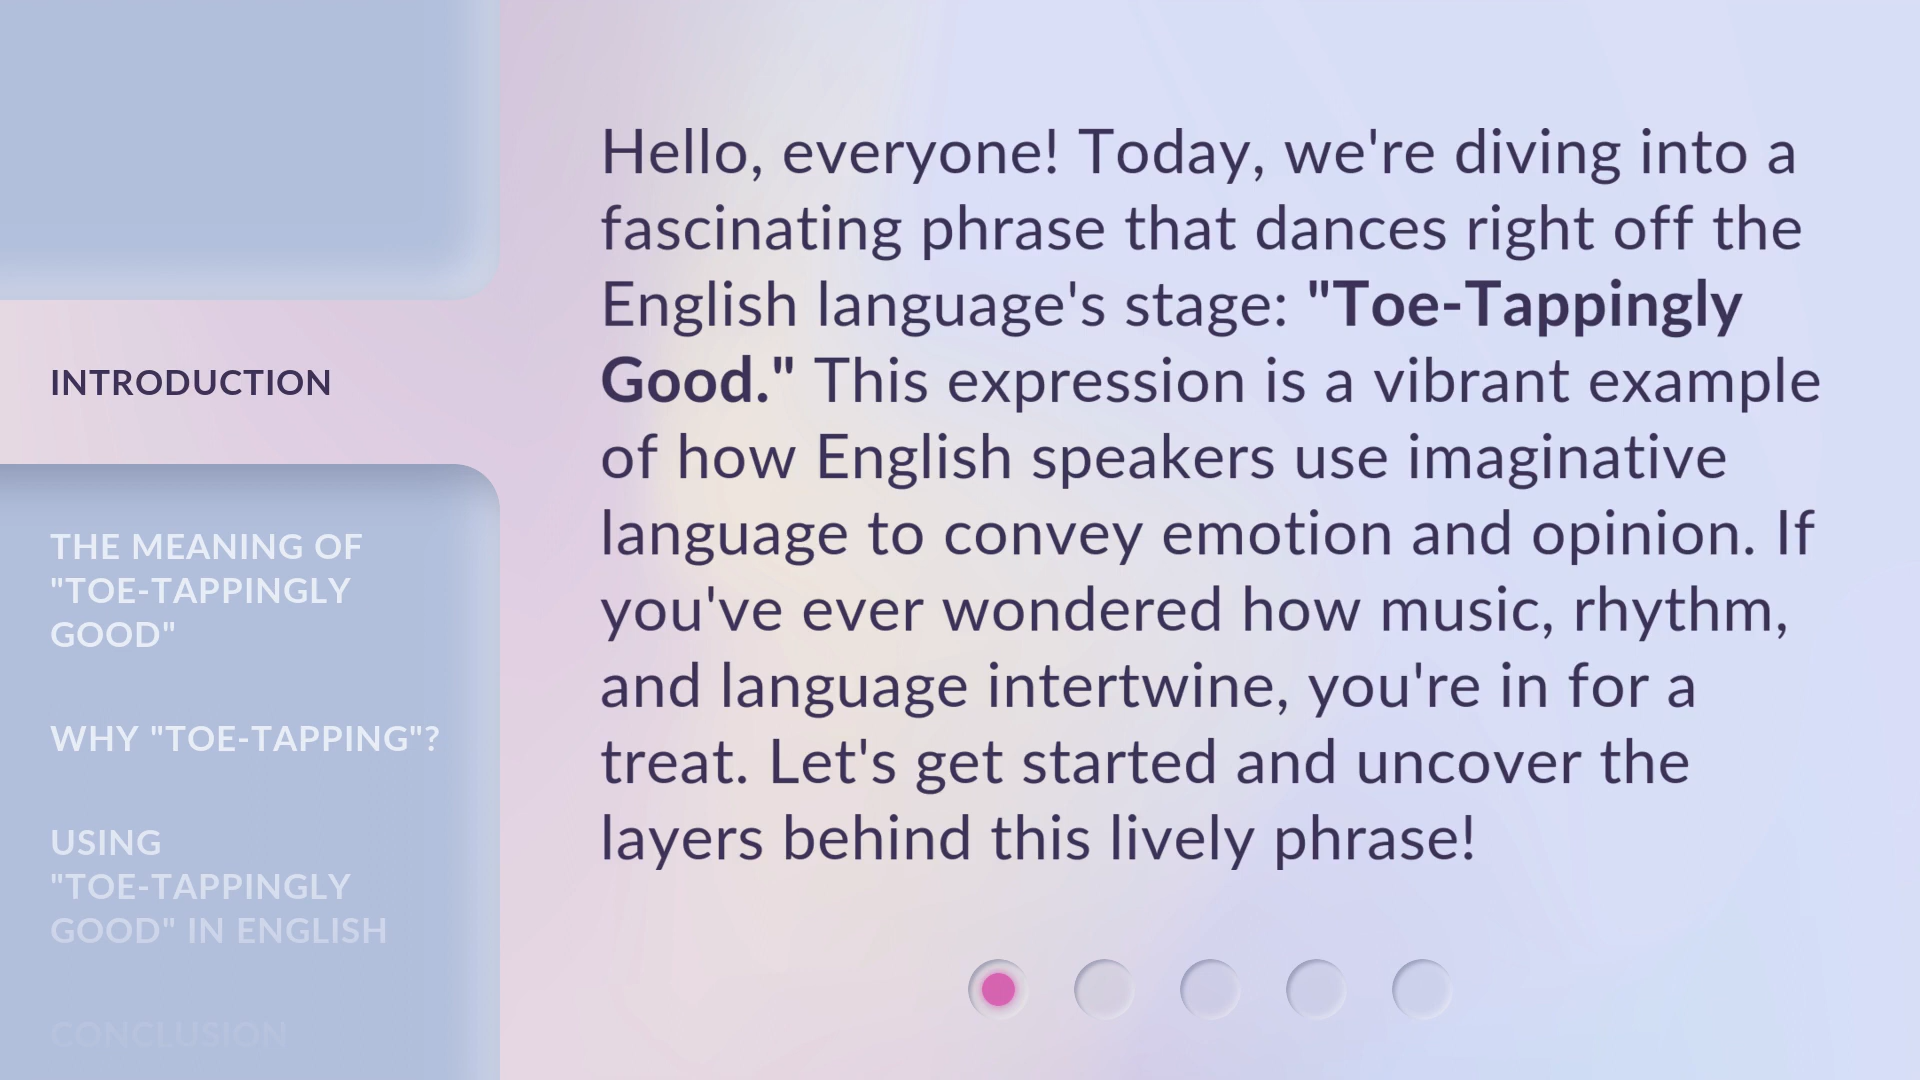 INTRODUCTION
THE MEANING OF
"TOE-TAPPINGLY
GOOD"
WHY "TOE-TAPPING"?
USING
"TOE-TAPPINGLY
GOOD" IN ENGLISH
CONCLUSION
Hello, everyone! Today, we're diving into a
fascinating phrase that dances right off the
English language's stage: "Toe-Tappingly
Good." This expression is a vibrant example
of how English speakers use imaginative
language to convey emotion and opinion. If
you've ever wondered how music, rhythm,
and language intertwine, you're in for a
treat. Let's get started and uncover the
layers behind this lively phrase!